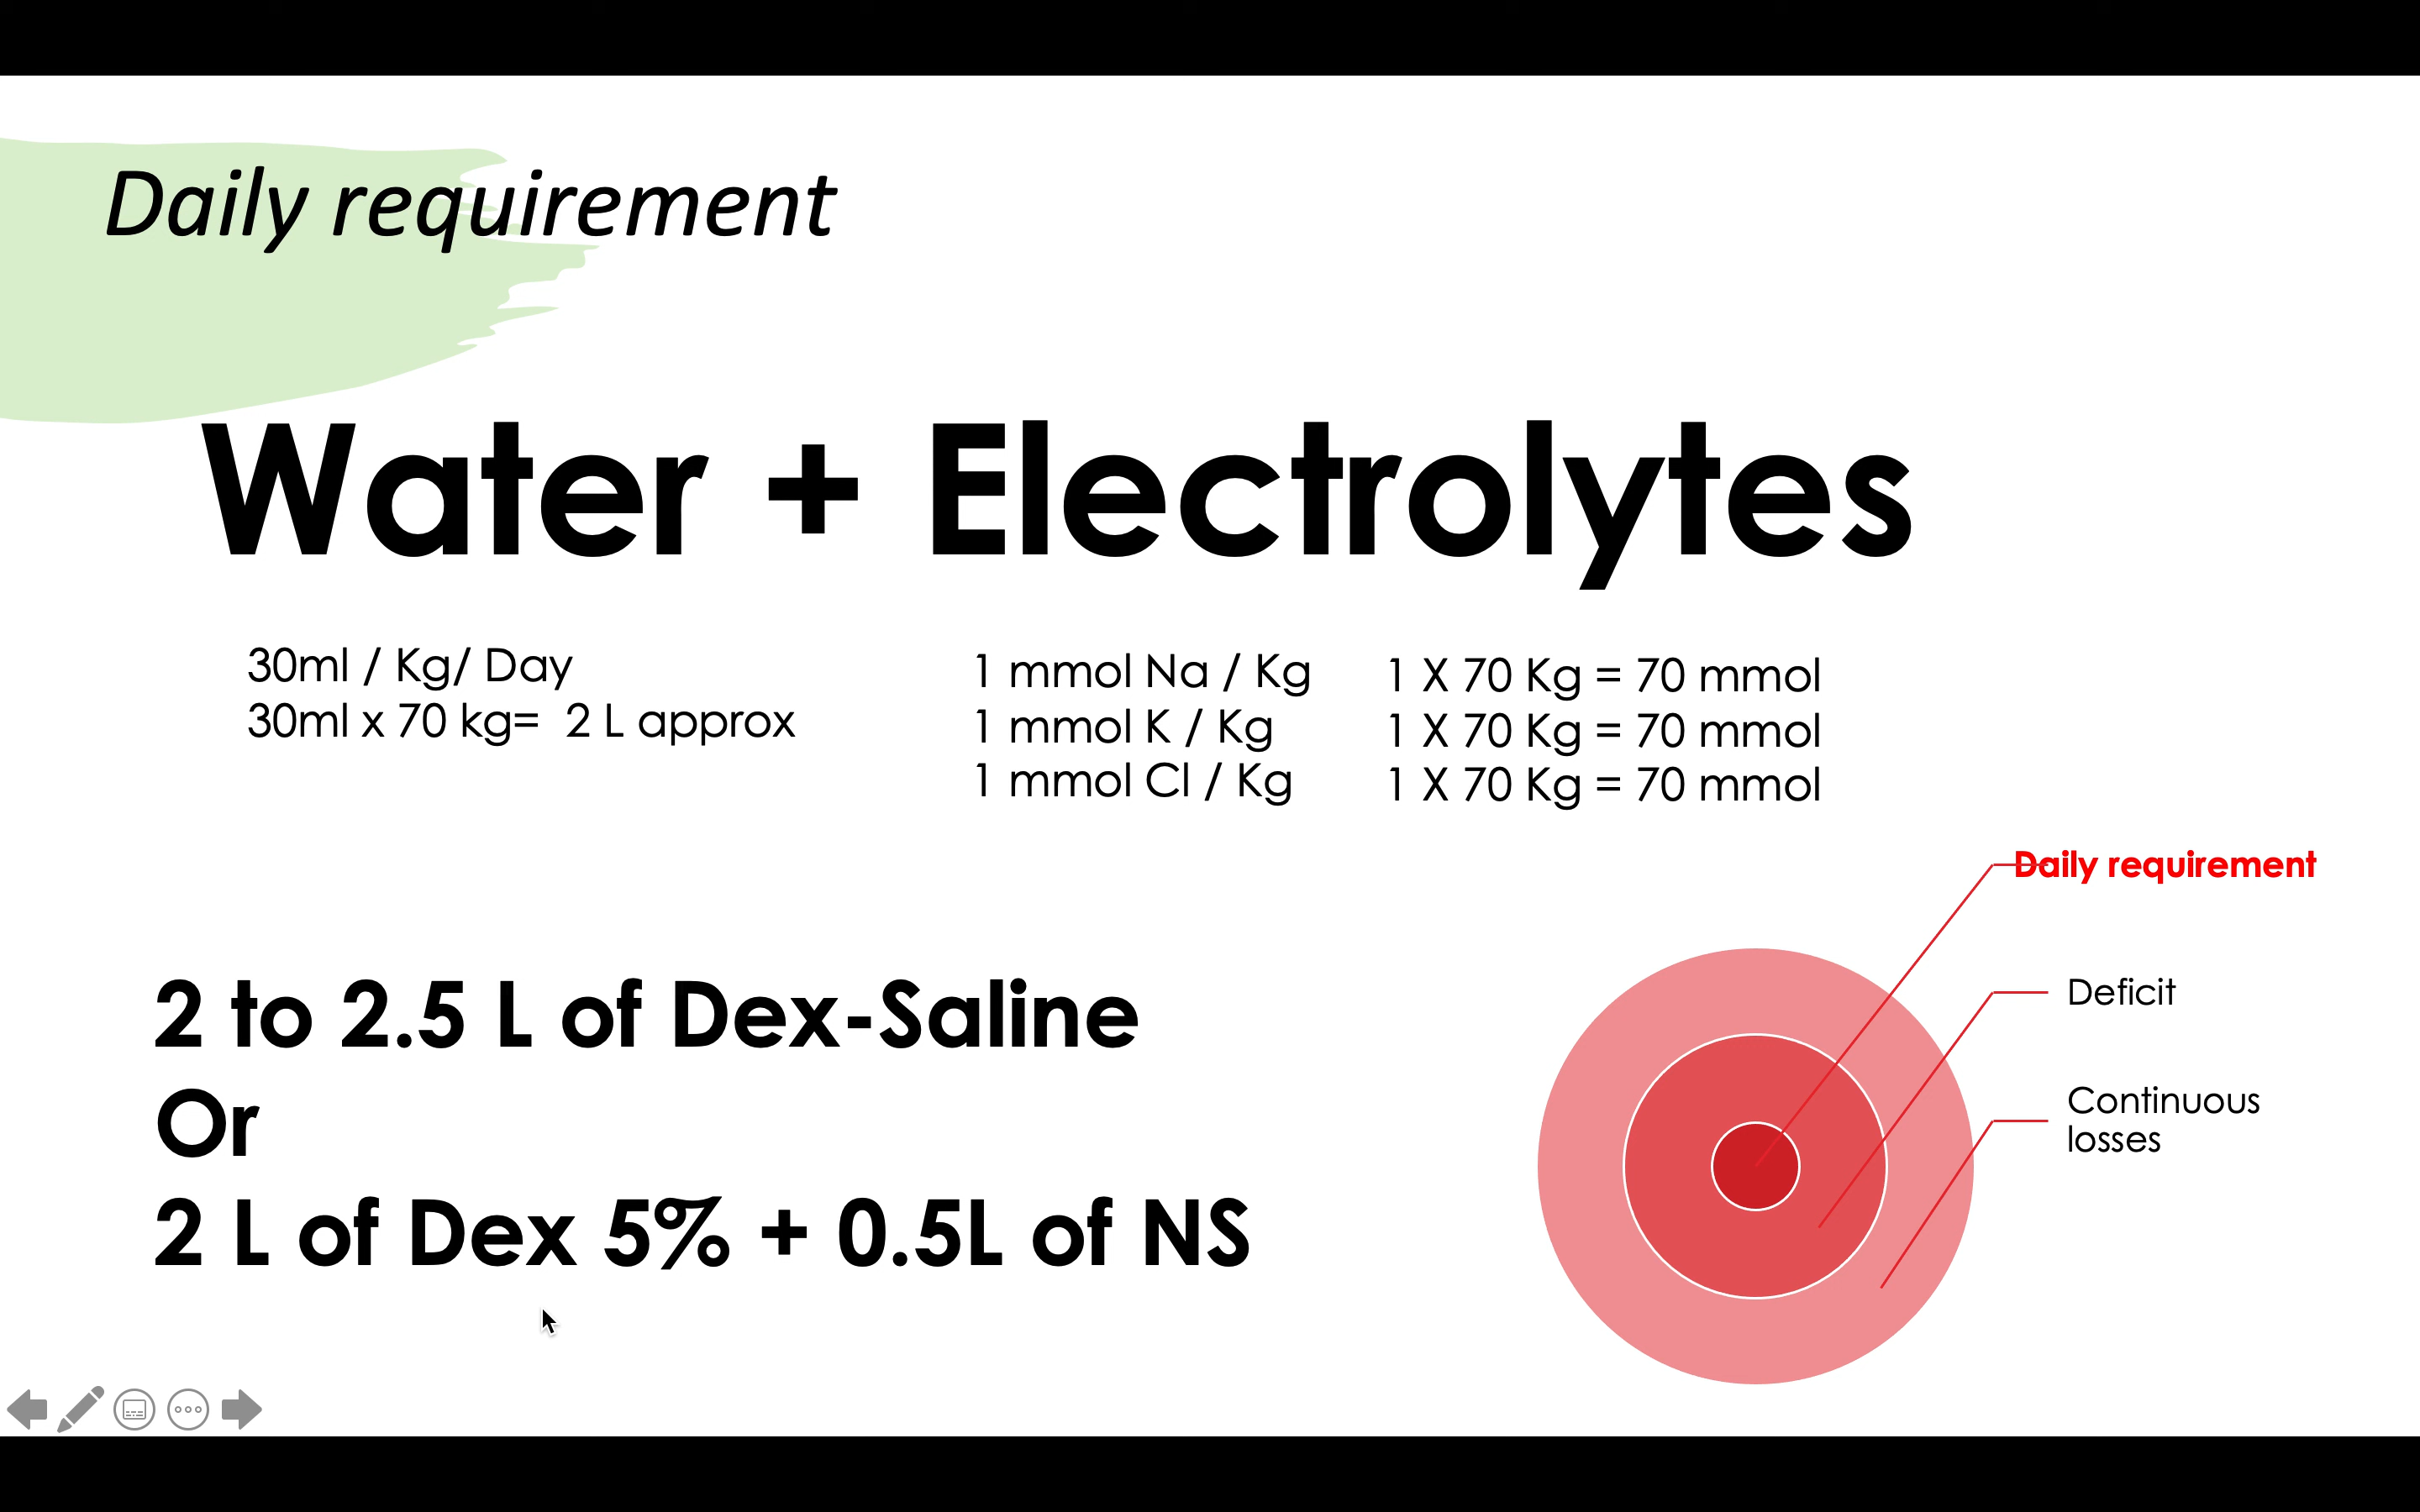 Daily requirement
Water + Electrolytes
30ml / Kg/ Day
30ml x 70 kg= 2 L approx
1 mmol Na / Kg
1 mmol K / Kg
1 mmol Cl / Kg
1 X 70 Kg = 70 mmol
1 X 70 Kg = 70 mmol
1 X 70 Kg = 70 mmol
2 to 2.5 L of Dex-Saline
Or
2 L of Dex 5% + 0.5L of NS
Daily requirement
Deficit
Continuous
losses